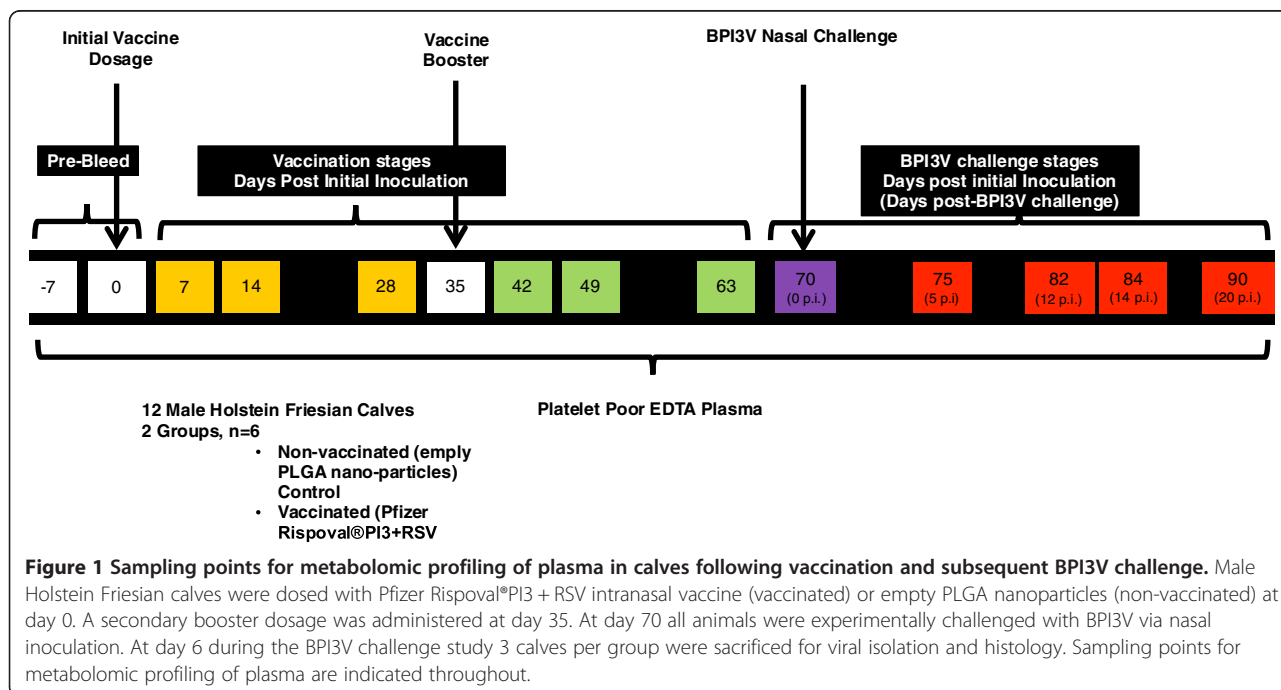 Initial Vaccine
Dosage
Vaccine
Booster
BPI3V Nasal Challenge
Pre-Bleed
Vaccination stages
Days Post Initial Inoculation
BPI3V challenge stages
Days post initial Inoculation
(Days post-BPI3V challenge)
-7
0
7
14
28
35
42
49
63
70
(0 p.i.)
75
(5 p.i)
82
(12 p.i.)
84
(14 p.i.)
90
(20 p.i.)
12 Male Holstein Friesian Calves
2 Groups, n=6
• Non-vaccinated (emply
PLGA nano-particles)
Control
• Vaccinated (Pfizer
Rispoval®PI3+RSV
Platelet Poor EDTA Plasma
Figure 1 Sampling points for metabolomic profiling of plasma in calves following vaccination and subsequent BPI3V challenge. Male
Holstein Friesian calves were dosed with Pfizer Rispoval®PI3 + RSV intranasal vaccine (vaccinated) or empty PLGA nanoparticles (non-vaccinated) at
day 0. A secondary booster dosage was administered at day 35. At day 70 all animals were experimentally challenged with BPI3V via nasal
inoculation. At day 6 during the BPI3V challenge study 3 calves per group were sacrificed for viral isolation and histology. Sampling points for
metabolomic profiling of plasma are indicated throughout.